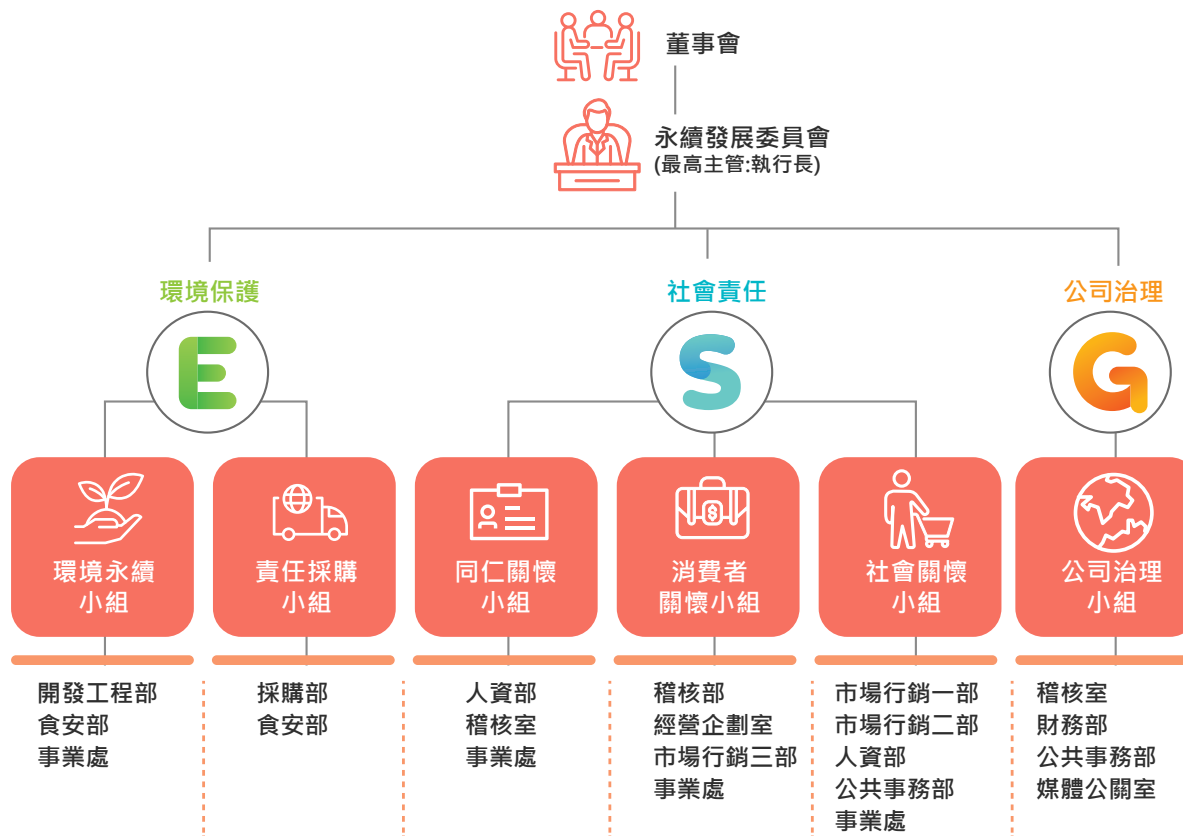 董事會
永續發展委員會
(最高主管:執行長)
環境保護
E
社會責任
S
公司治理
G
環境永續
小組
責任採購
小組
同仁關懷
小組
消費者
關懷小組
社會關懷
小組
公司治理
小組
開發工程部
食安部
事業處
採購部
食安部
人資部
稽核室
事業處
稽核部
經營企劃室
市場行銷三部
事業處
市場行銷一部
市場行銷二部
人資部
公共事務部
事業處
稽核室
財務部
公共事務部
媒體公關室